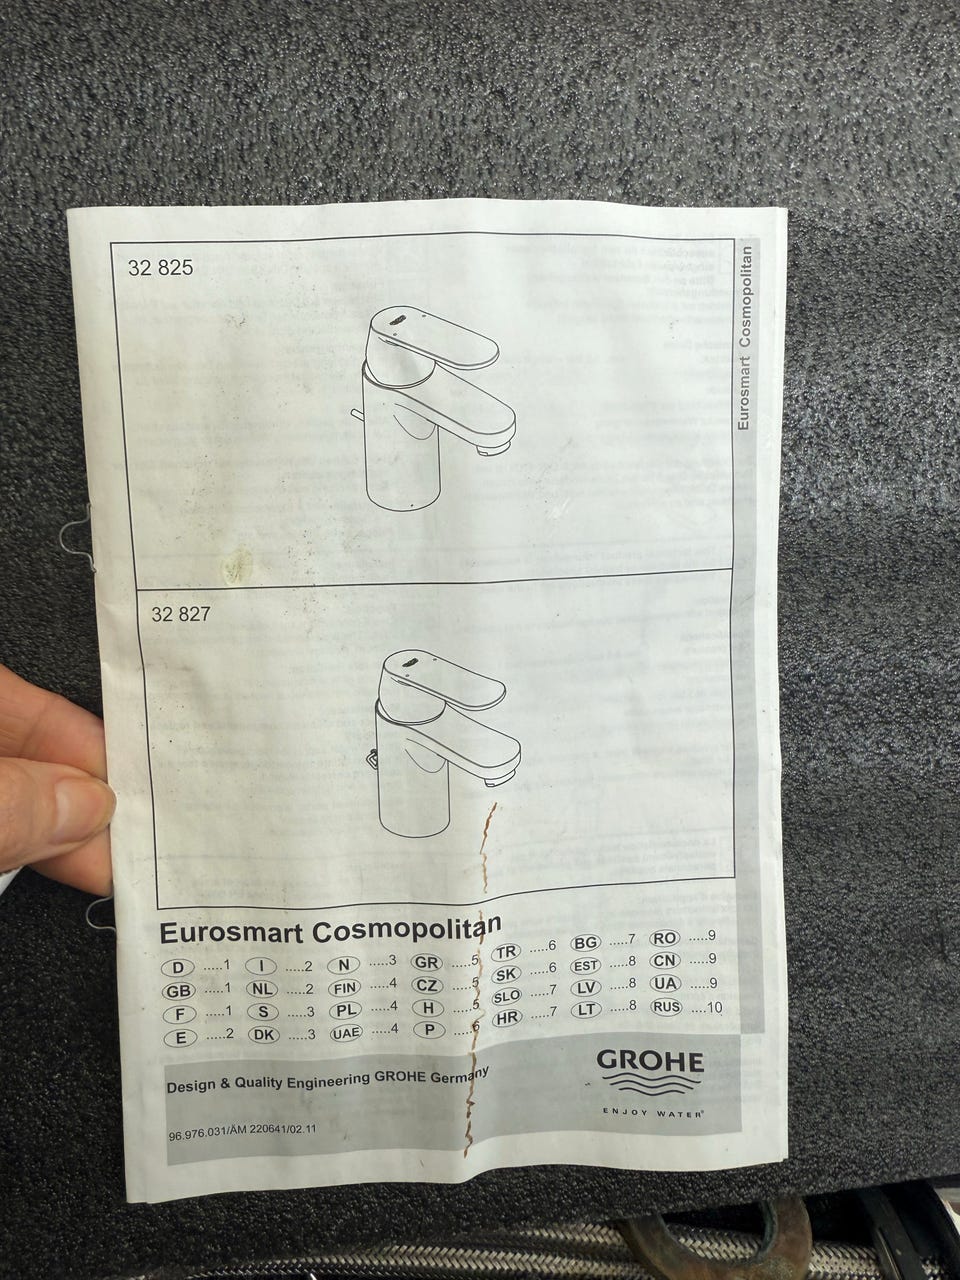 32 825
Eurosmart Cosmopolitan
32 827
Eurosmart Cosmopolitan
D .....1 I .....2 N .....3 GR .....5 TR .....6 BG .....7 RO .....9
GB .....1 NL .....2 FIN .....4 CZ .....5 SK .....6 EST .....8 CN .....9
F .....1 S .....3 PL .....4 H .....5 SLO .....7 LV .....8 UA .....9
E .....2 DK .....3 UAE .....4 P .....6 HR .....7 LT .....8 RUS ....10
Design & Quality Engineering GROHE Germany
GROHE
ENJOY WATER®
96.976.031/ÄM 220641/02.11